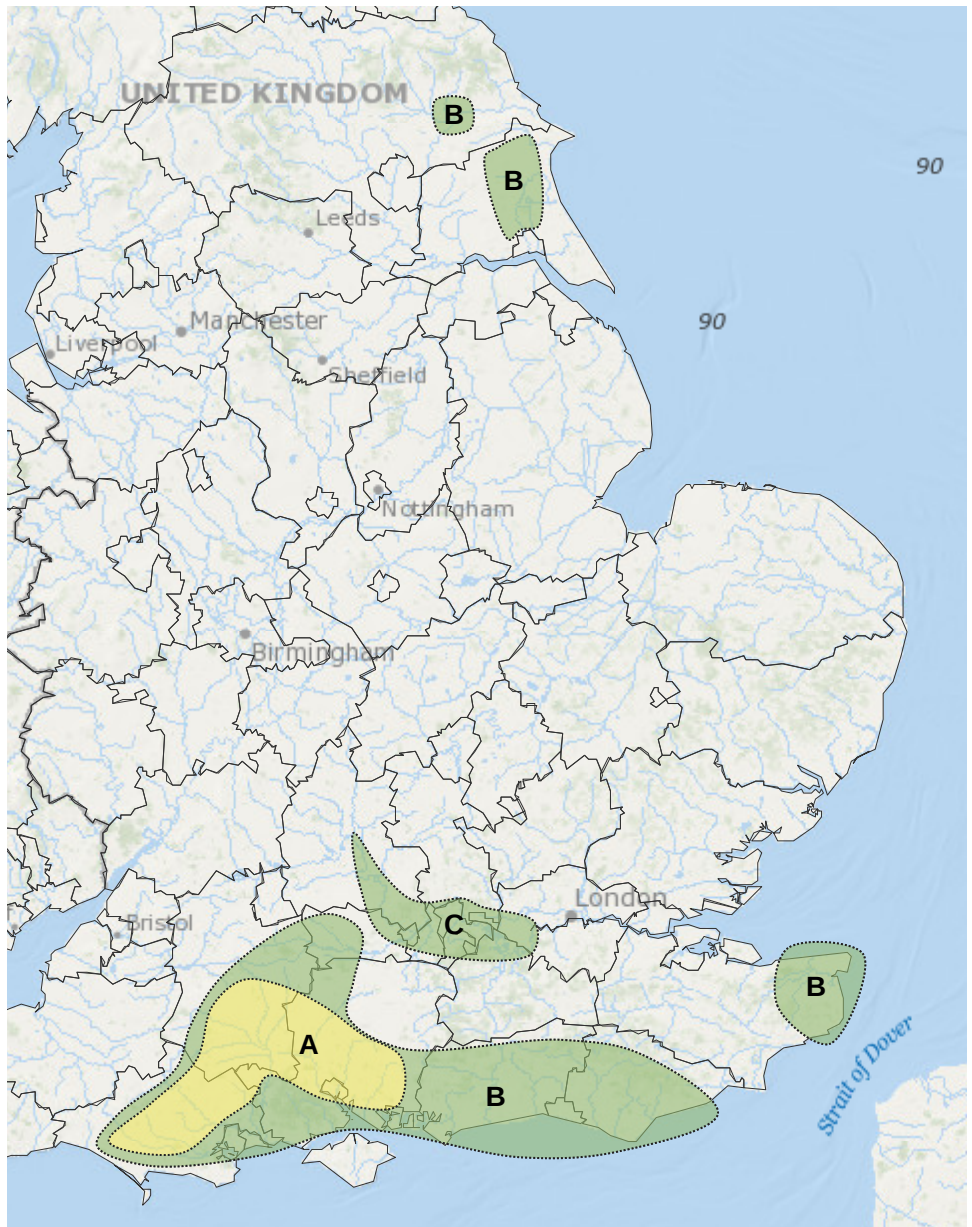 UNITED KINGDOM
B
90
B
Leeds
Manchester
90
Liverpool
Sheffield
Nottingham
Birmingham
London
Bristol
C
B
A
B
Strait of Dover